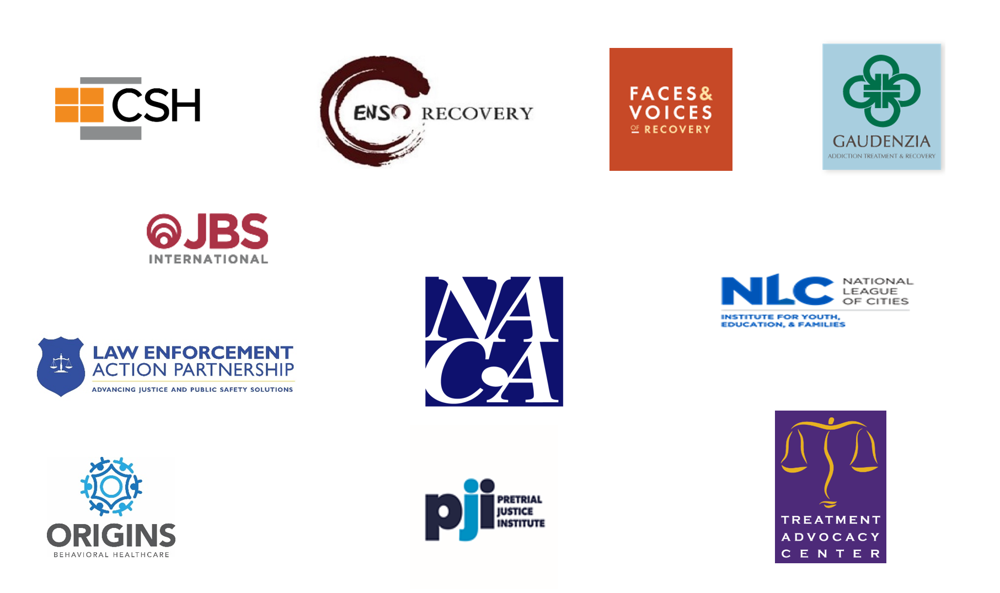 CSH
ENSO RECOVERY
FACES&
VOICES
OF RECOVERY
GAUDENZIA
ADDICTION TREATMENT & RECOVERY
JBS
INTERNATIONAL
NACA
NLC
NATIONAL
LEAGUE
OF CITIES
INSTITUTE FOR YOUTH,
EDUCATION, & FAMILIES
LAW ENFORCEMENT
ACTION PARTNERSHIP
ADVANCING JUSTICE AND PUBLIC SAFETY SOLUTIONS
ORIGINS
BEHAVIORAL HEALTHCARE
pji
PRETRIAL
JUSTICE
INSTITUTE
TREATMENT
ADVOCACY
CENTER